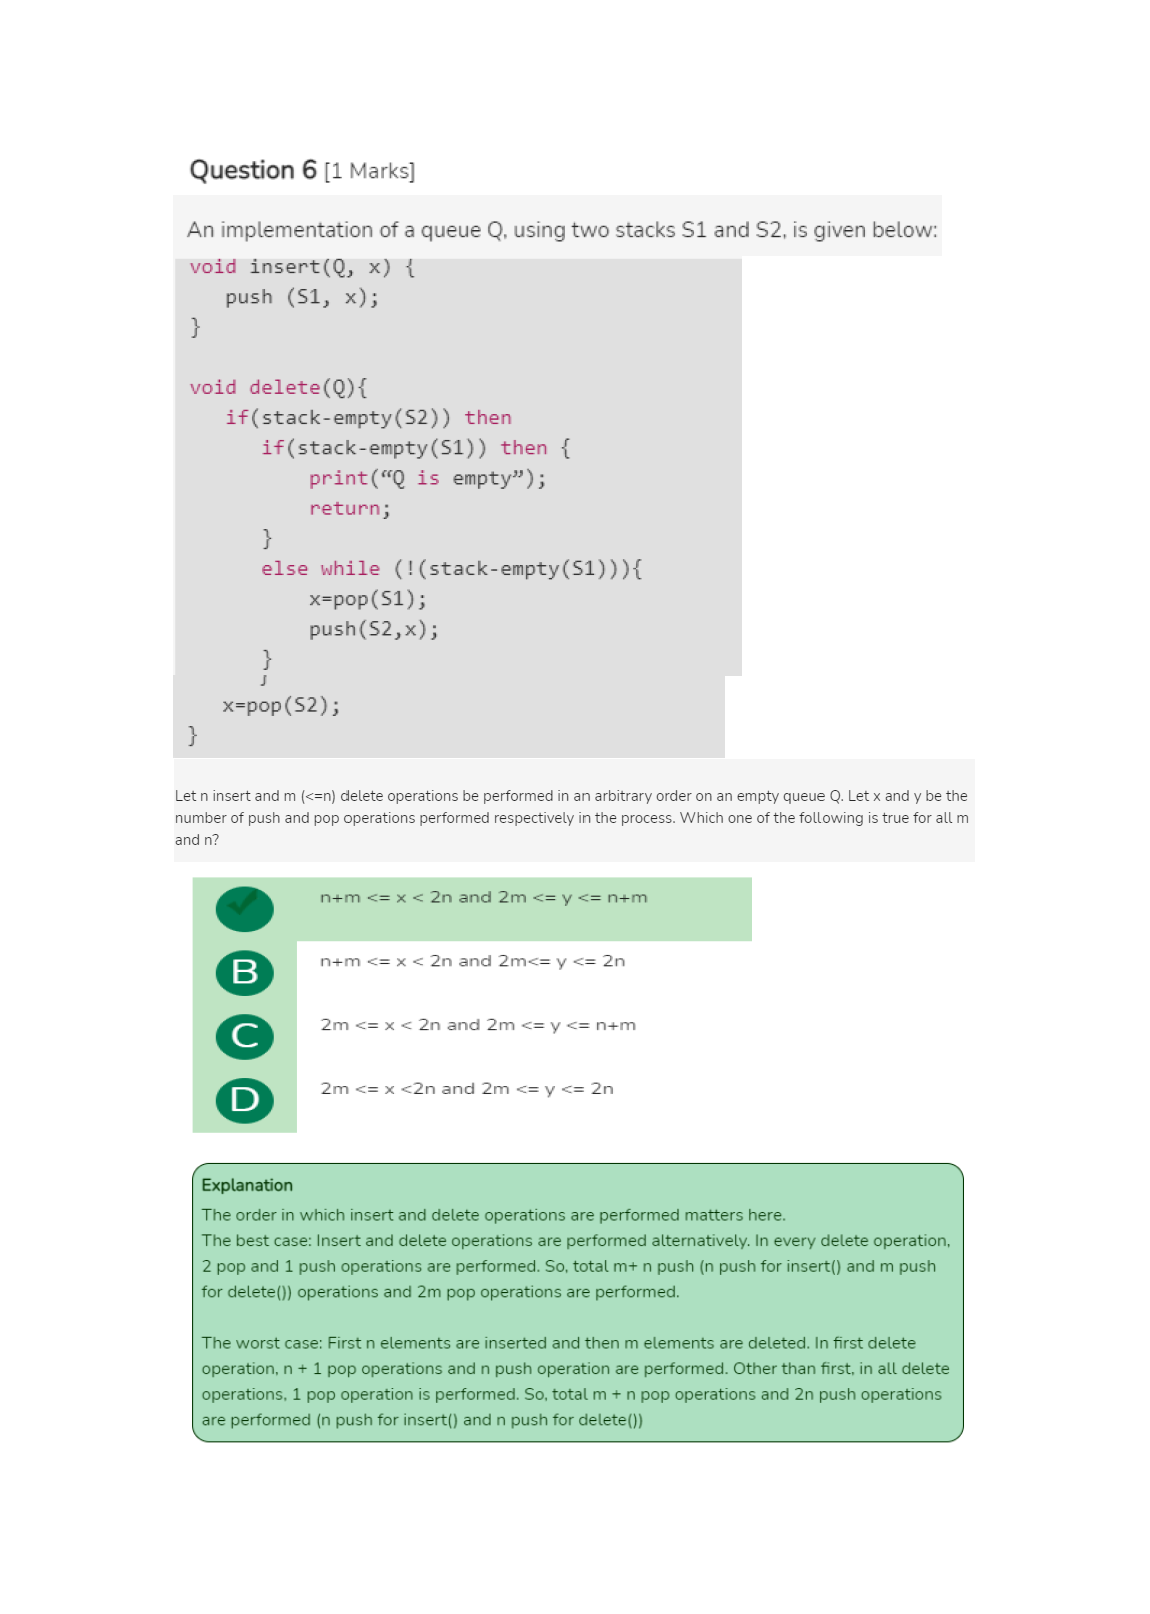 Question 6 [1 Marks]
An implementation of a queue Q, using two stacks S1 and S2, is given below:
void insert(Q, x) {
push (S1, x);
}
void delete(Q){
if(stack-empty(S2)) then
if(stack-empty(S1)) then {
print(“Q is empty”);
return;
}
else while (!(stack-empty(S1))){
x=pop(S1);
push(S2,x);
}
x=pop(S2);
}
Let n insert and m (<=n) delete operations be performed in an arbitrary order on an empty queue Q. Let x and y be the
number of push and pop operations performed respectively in the process. Which one of the following is true for all m
and n?
n+m <= x < 2n and 2m <= y <= n+m
B n+m <= x < 2n and 2m<= y <= 2n
C 2m <= x < 2n and 2m <= y <= n+m
D 2m <= x <2n and 2m <= y <= 2n
Explanation
The order in which insert and delete operations are performed matters here.
The best case: Insert and delete operations are performed alternatively. In every delete operation,
2 pop and 1 push operations are performed. So, total m+ n push (n push for insert() and m push
for delete()) operations and 2m pop operations are performed.
The worst case: First n elements are inserted and then m elements are deleted. In first delete
operation, n + 1 pop operations and n push operation are performed. Other than first, in all delete
operations, 1 pop operation is performed. So, total m + n pop operations and 2n push operations
are performed (n push for insert() and n push for delete())